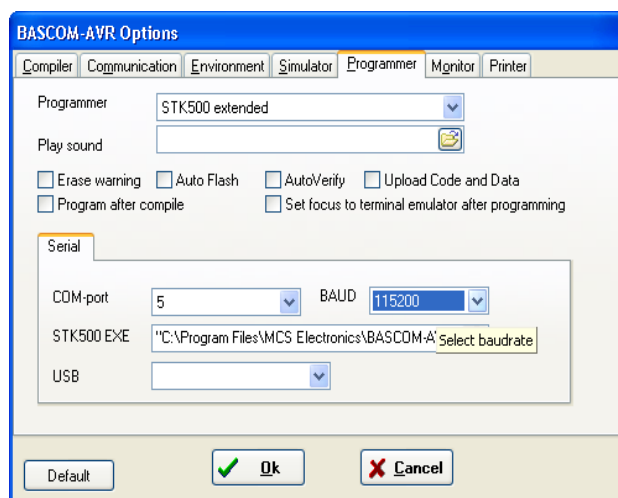 BASCOM-AVR Options
Compiler Communication Environment Simulator Programmer Monitor Printer
Programmer STK500 extended
Play sound
Erase warning Auto Flash AutoVerify Upload Code and Data
Program after compile Set focus to terminal emulator after programming
Serial
COM-port 5 BAUD 115200
STK500 EXE "C:\Program Files\MCS Electronics\BASCOM-A Select baudrate
USB
Default Ok Cancel